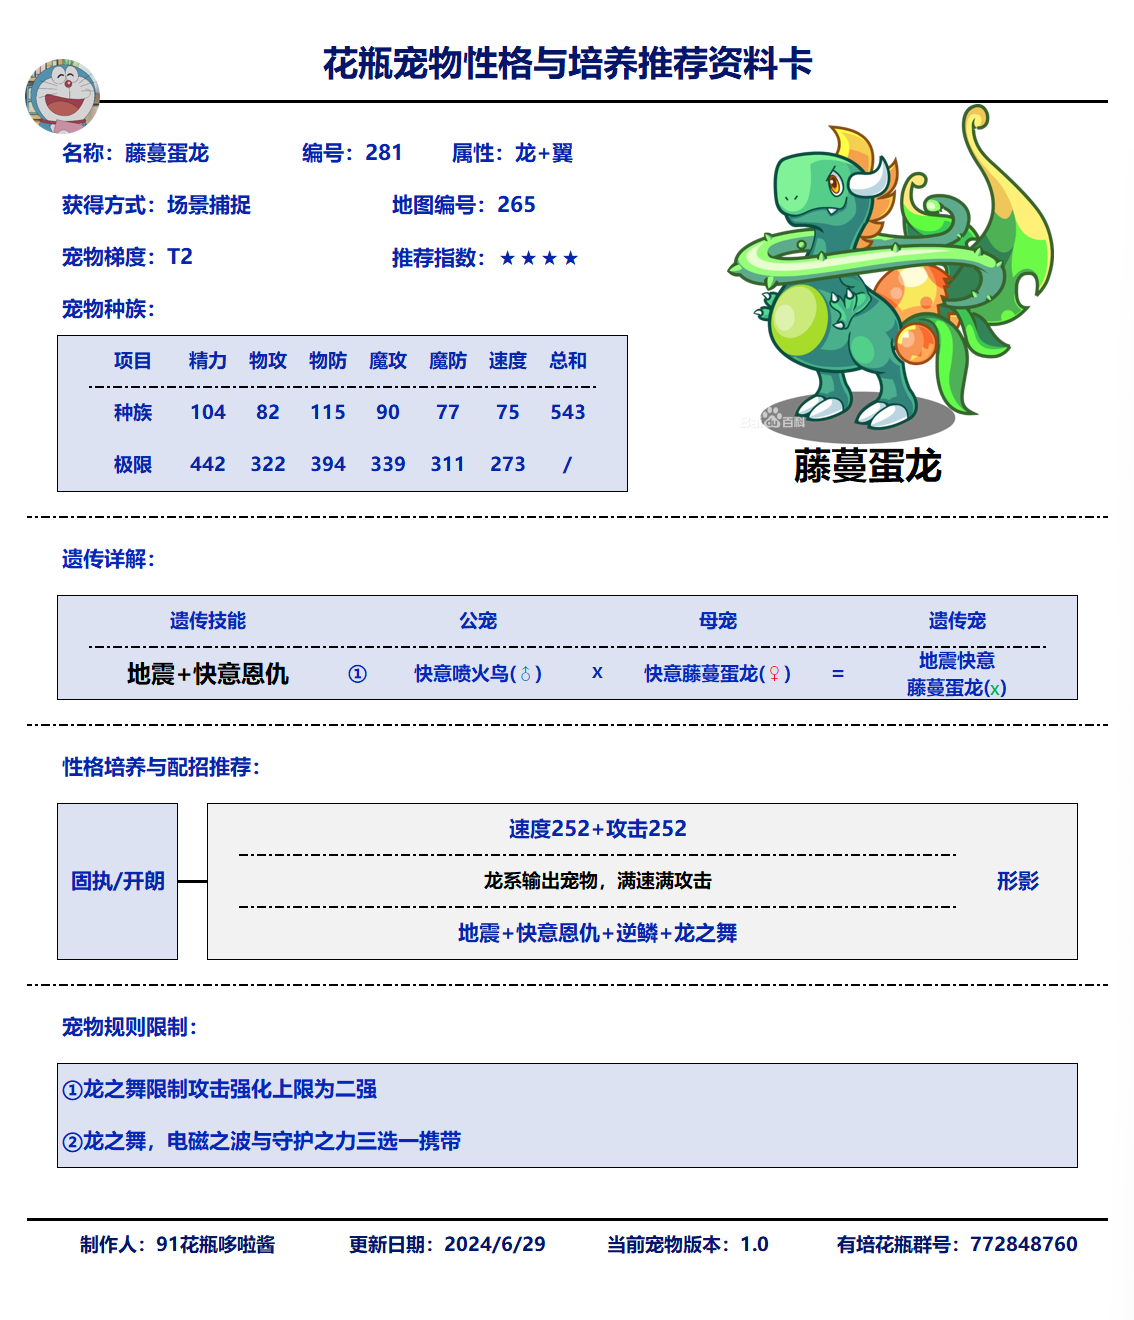 花瓶宠物性格与培养推荐资料卡
名称：藤蔓蛋龙 编号：281 属性：龙+翼
获得方式：场景捕捉 地图编号：265
宠物梯度：T2 推荐指数：★★★★
宠物种族：
项目 精力 物攻 物防 魔攻 魔防 速度 总和
种族 104 82 115 90 77 75 543
极限 442 322 394 339 311 273 /
Baidu百科
藤蔓蛋龙
遗传详解：
遗传技能 公宠 母宠 遗传宠
地震+快意恩仇 ① 快意喷火鸟(♂) x 快意藤蔓蛋龙(♀) = 地震快意
藤蔓蛋龙(x)
性格培养与配招推荐：
速度252+攻击252
固执/开朗 龙系输出宠物，满速满攻击 形影
地震+快意恩仇+逆鳞+龙之舞
宠物规则限制：
①龙之舞限制攻击强化上限为二强
②龙之舞，电磁之波与守护之力三选一携带
制作人：91花瓶哆啦酱 更新日期：2024/6/29 当前宠物版本：1.0 有培花瓶群号：772848760